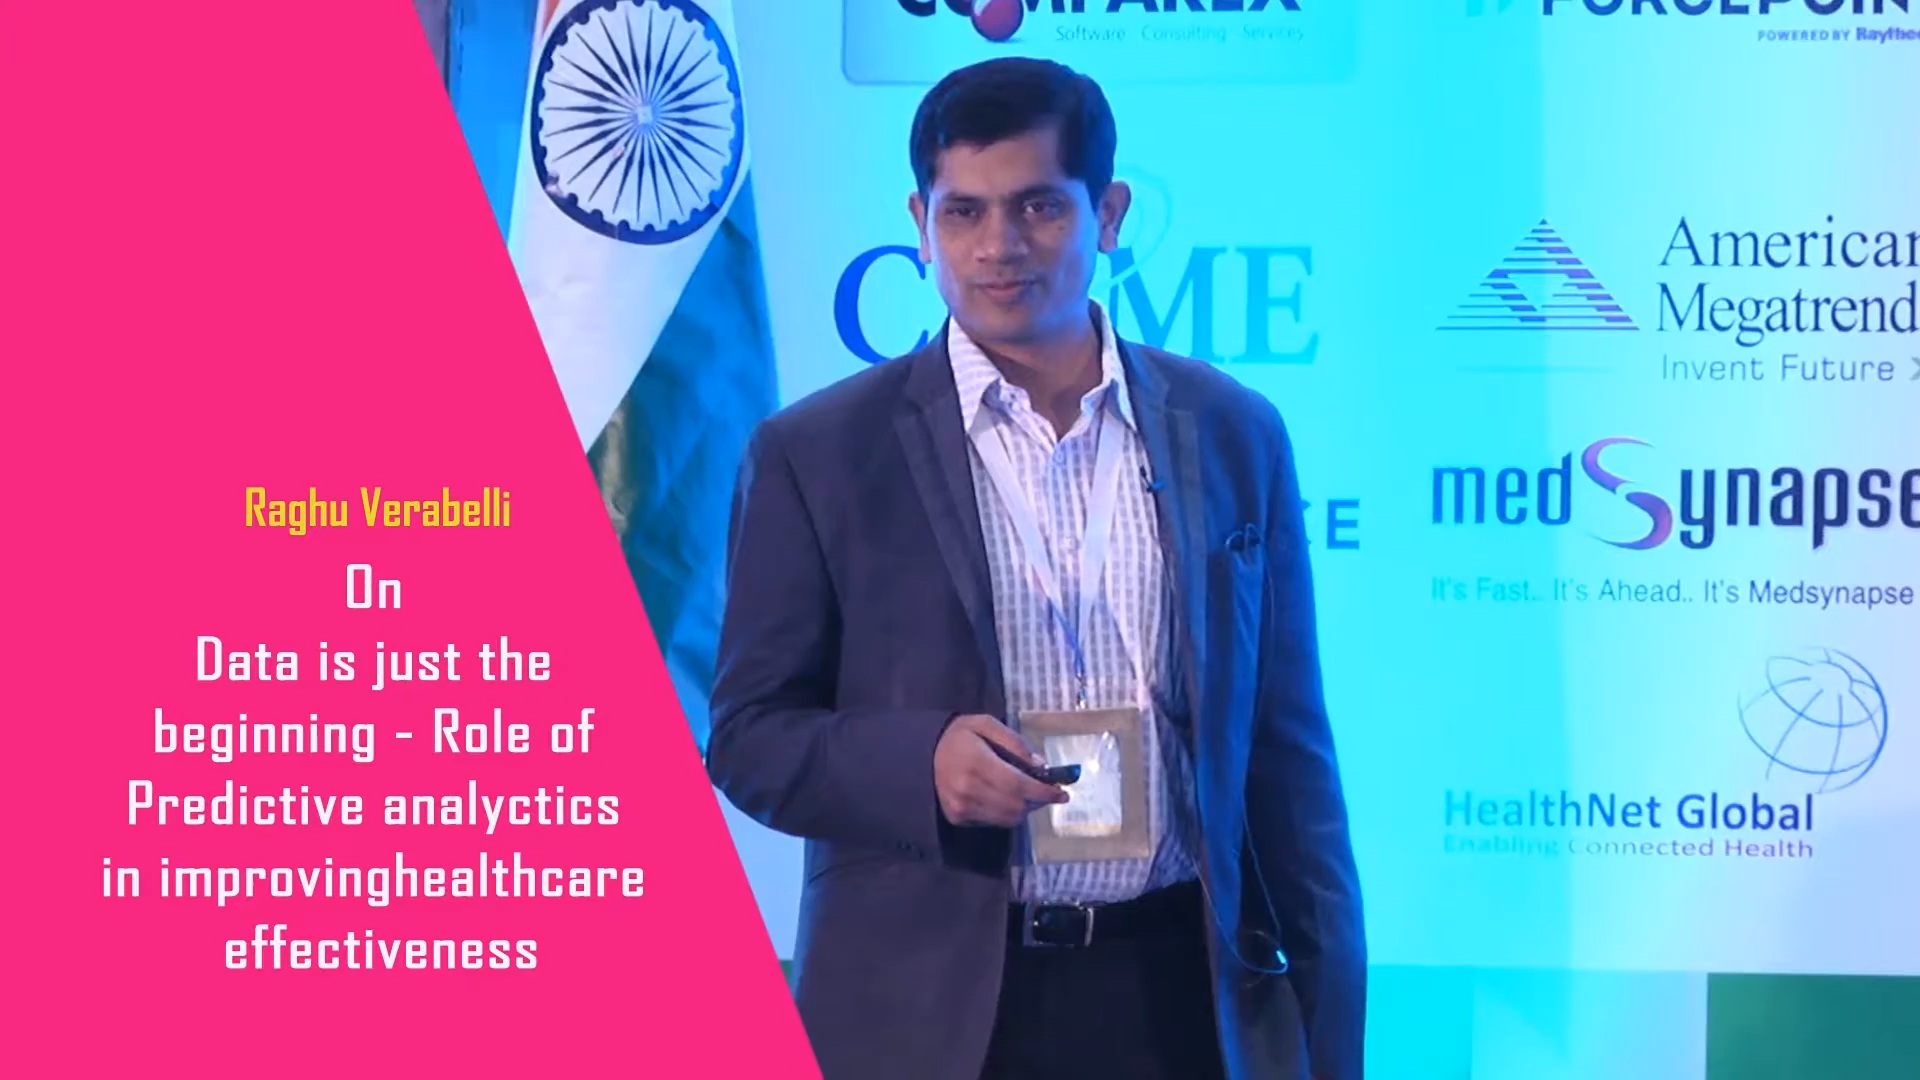 Raghu Verabelli
On
Data is just the
beginning - Role of
Predictive analyctics
in improvinghealthcare
effectiveness
Software Consulting Services
POWERED BY
American
Megatrend
Invent Future
medSynapse
It's Fast.. It's Ahead.. It's Medsynapse
HealthNet Global
Enabling Connected Health